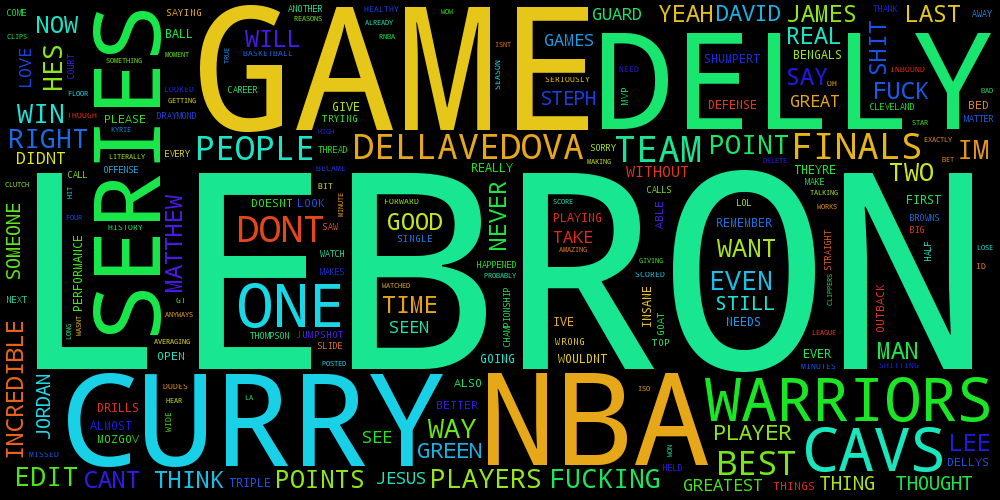 COME
NOW
SAYING
ANOTHER
REASONS
HEALTHY
ALREADY
WOW
GUARD
YEAH
DAVID
JAMES
THANK
LAST
AWAY
CLIPS
LOVE
HES
COURT
SERIES
SOMETHING
BALL
MOMENT
GAME
TRUE
WILL
BASKETBALL
RNBA
ISNT
GAMES
DELLY
REAL
BENGALS
SHIT
FLOOR
LOOKED
GETTING
CAREER
GIVE
TRYING
SEASON
SERIOUSLY
STEPH
NEED
MVP
SHUMPERT
DEFENSE
SAY
OH
GREAT
INBOUND
FUCK
CLEVELAND
STAR
BAD
BED
MATTER
WIN
THOUGH
PLEASE
DRAYMOND
RIGHT
KYRIE
DIDNT
LITERALLY
OFFENSE
EVERY
PEOPLE
HIGH
THREAD
DELLAVEDOVA
SORRY
MAKING
TEAM
POINT
DELETE
FINALS
EXACTLY
BET
IM
CLUTCH
CALL
HIT
BECAME
REALLY
WITHOUT
THEYRE
MAKE
TWO
LEBRON
SOMEONE
FOUR
HISTORY
MATTHEW
DOESNT
LOOK
BIT
MINUTE
FORWARD
GOOD
SINGLE
NEVER
SCORE
PLAYING
TAKE
AMAZING
CALLS
ABLE
LOL
REMEMBER
TALKING
WORKS
FIRST
BROWNS
BIG
DONT
SAW
WATCH
MAKES
HAPPENED
PROBABLY
GIVING
SCORED
WANT
EVEN
STRAIGHT
HALF
LOSE
ID
NEXT
PERFORMANCE
GT
ONE
WATCHED
TIME
SEEN
CHAMPIONSHIP
INSANE
STILL
NEEDS
CLIPPERS
OUTBACK
LONG
WASNT
ANYWAYS
IVE
GOAT
TOP
INCREDIBLE
AVERAGING
OPEN
THOMPSON
JUMPSHOT
SLIDE
POSTED
GOING
WRONG
WOULDNT
LEAGUE
EVER
MINUTES
MAN
SHITTING
JORDAN
CURRY
DUDES
HEAR
WIDE
LA
ALSO
BETTER
NBA
ISO
WARRIORS
DRILLS
ALMOST
MOZGOV
SEE
WAY
GREEN
WON
PLAYER
CAVS
LEE
MISSED
HELD
BEST
DELLYS
EDIT
CANT
THINK
TRIPLE
POINTS
JESUS
PLAYERS
FUCKING
GREATEST
THINGS
THING
THOUGHT